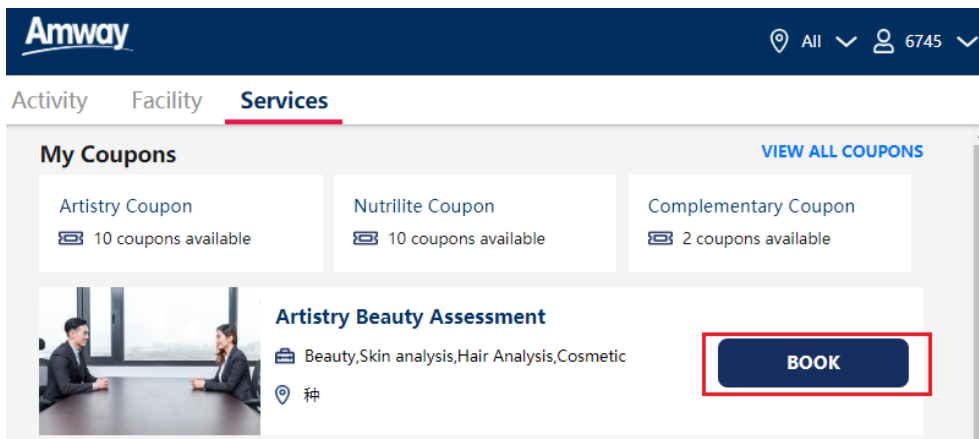 Amway
All 6745
Activity Facility Services
My Coupons VIEW ALL COUPONS
Artistry Coupon Nutrilite Coupon Complementary Coupon
10 coupons available 10 coupons available 2 coupons available
Artistry Beauty Assessment
Beauty,Skin analysis,Hair Analysis,Cosmetic
BOOK
种